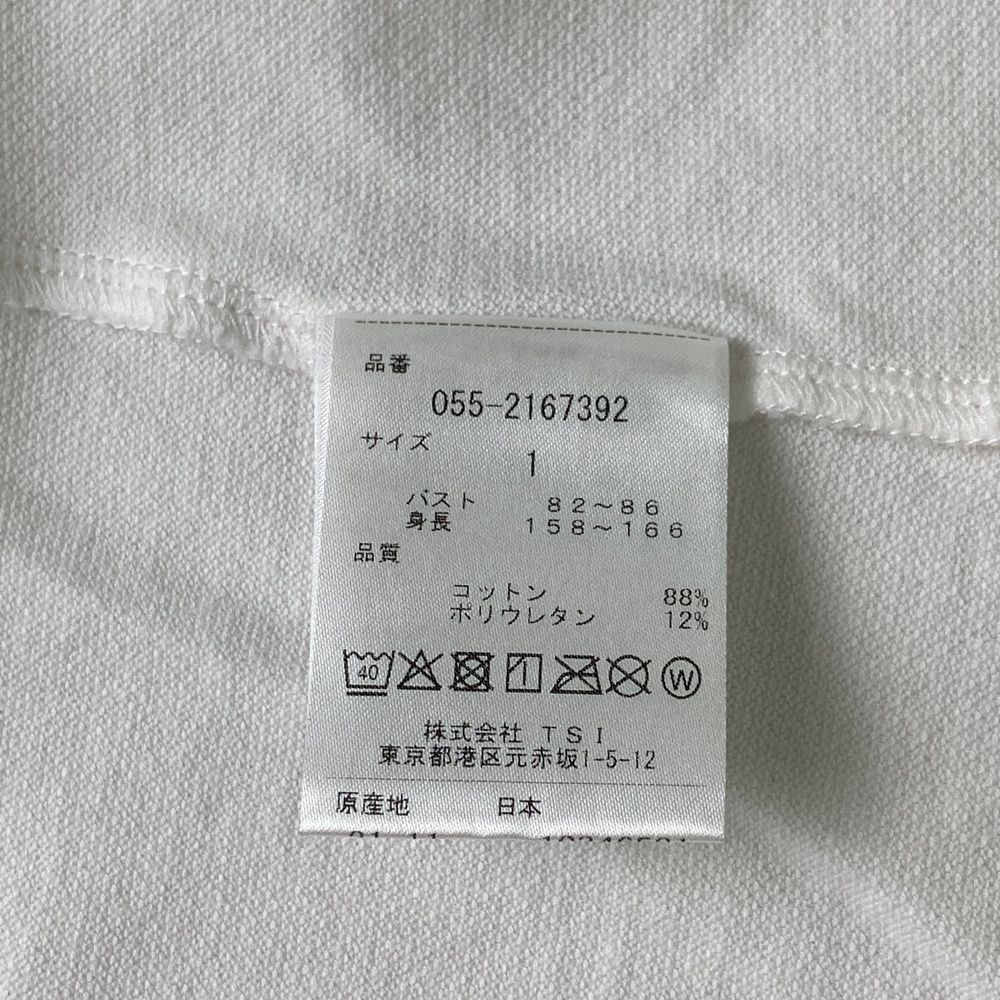 品番
055-2167392
サイズ
1
バスト 82～86
身長 158～166
品質
コットン 88%
ポリウレタン 12%
40
W
株式会社 TSI
東京都港区元赤坂1-5-12
原産地 日本